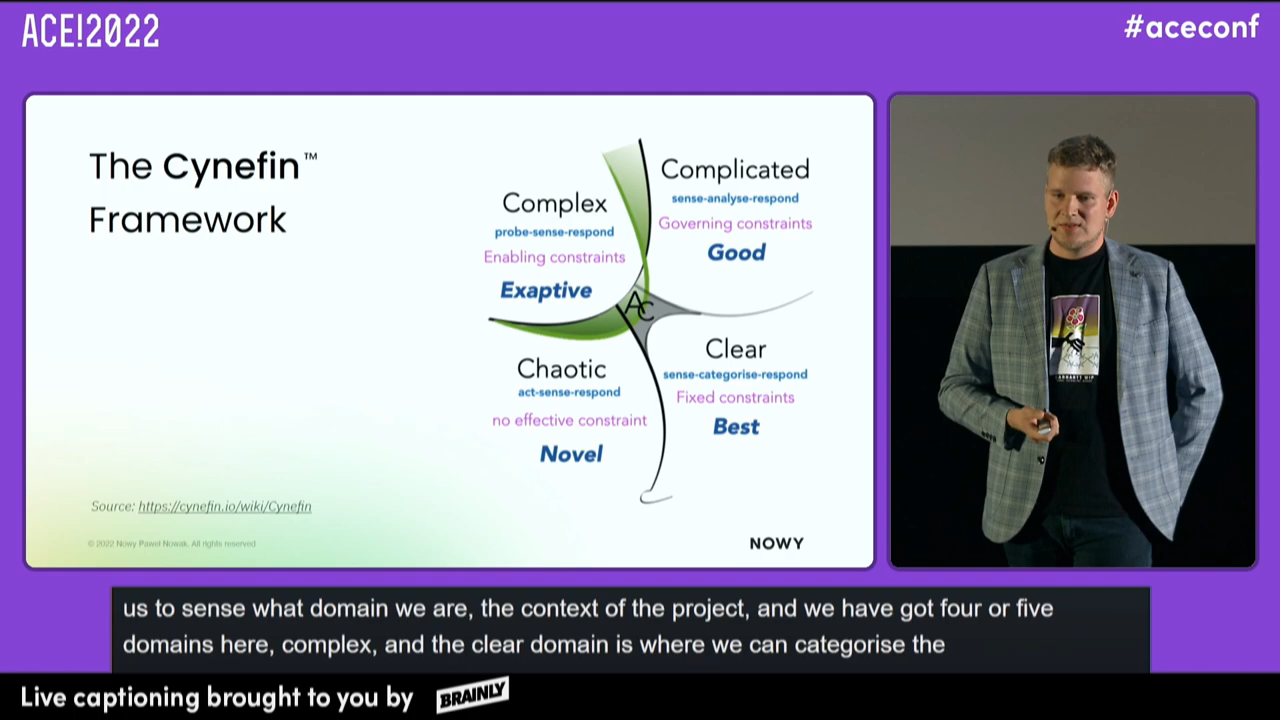 ACE!2022
#aceconf
The Cynefin™
Framework
Complex
probe-sense-respond
Enabling constraints
Exaptive
Complicated
sense-analyse-respond
Governing constraints
Good
A
C
Chaotic
act-sense-respond
no effective constraint
Novel
Clear
sense-categorise-respond
Fixed constraints
Best
Source: https://cynefin.io/wiki/Cynefin
© 2022 Nowy Paweł Nowak. All rights reserved
NOWY
us to sense what domain we are, the context of the project, and we have got four or five
domains here, complex, and the clear domain is where we can categorise the
Live captioning brought to you by BRAINLY